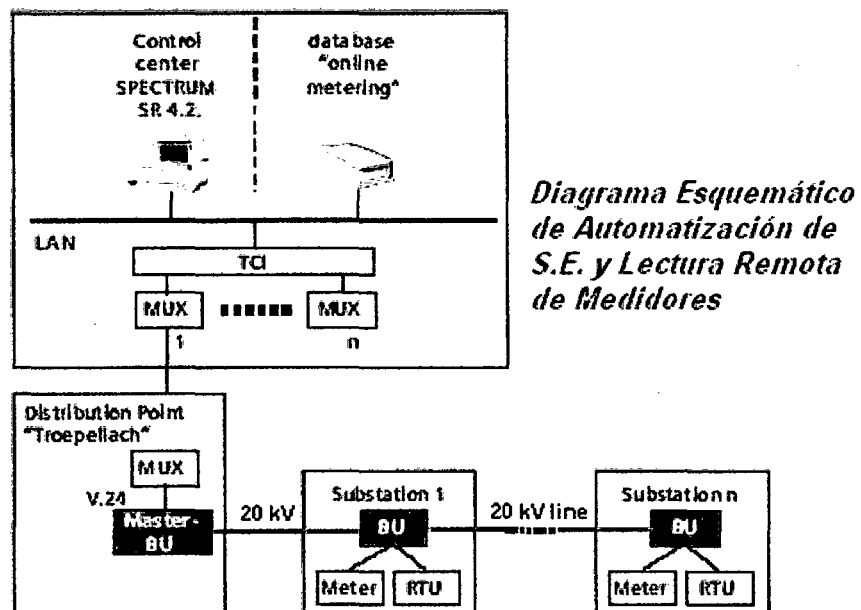 Control
center
SPECTRUM
SR 4.2.
database
"online
metering"
LAN
TCI
MUX
MUX
1
n
Diagrama Esquemático
de Automatización de
S.E. y Lectura Remota
de Medidores
Distribution Point
"Troepellach"
MUX
V.24
Master-
BU
20 kV
Substation 1
BU
Meter
RTU
20 kV line
Substation n
BU
Meter
RTU